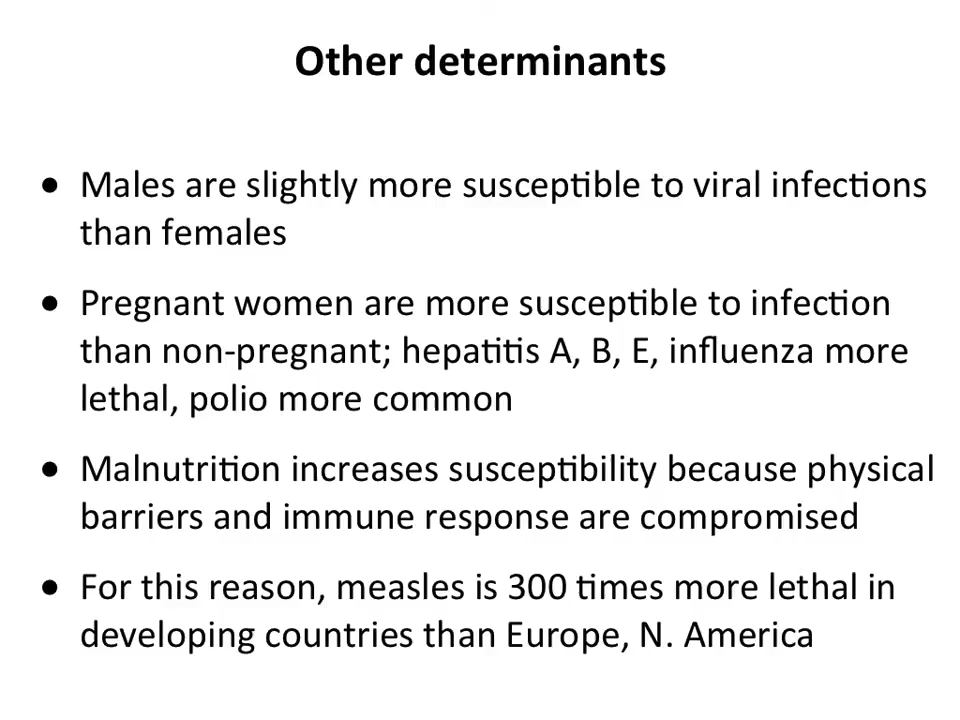 Other determinants
● Males are slightly more susceptible to viral infections
than females
● Pregnant women are more susceptible to infection
than non-pregnant; hepatitis A, B, E, influenza more
lethal, polio more common
● Malnutrition increases susceptibility because physical
barriers and immune response are compromised
● For this reason, measles is 300 times more lethal in
developing countries than Europe, N. America